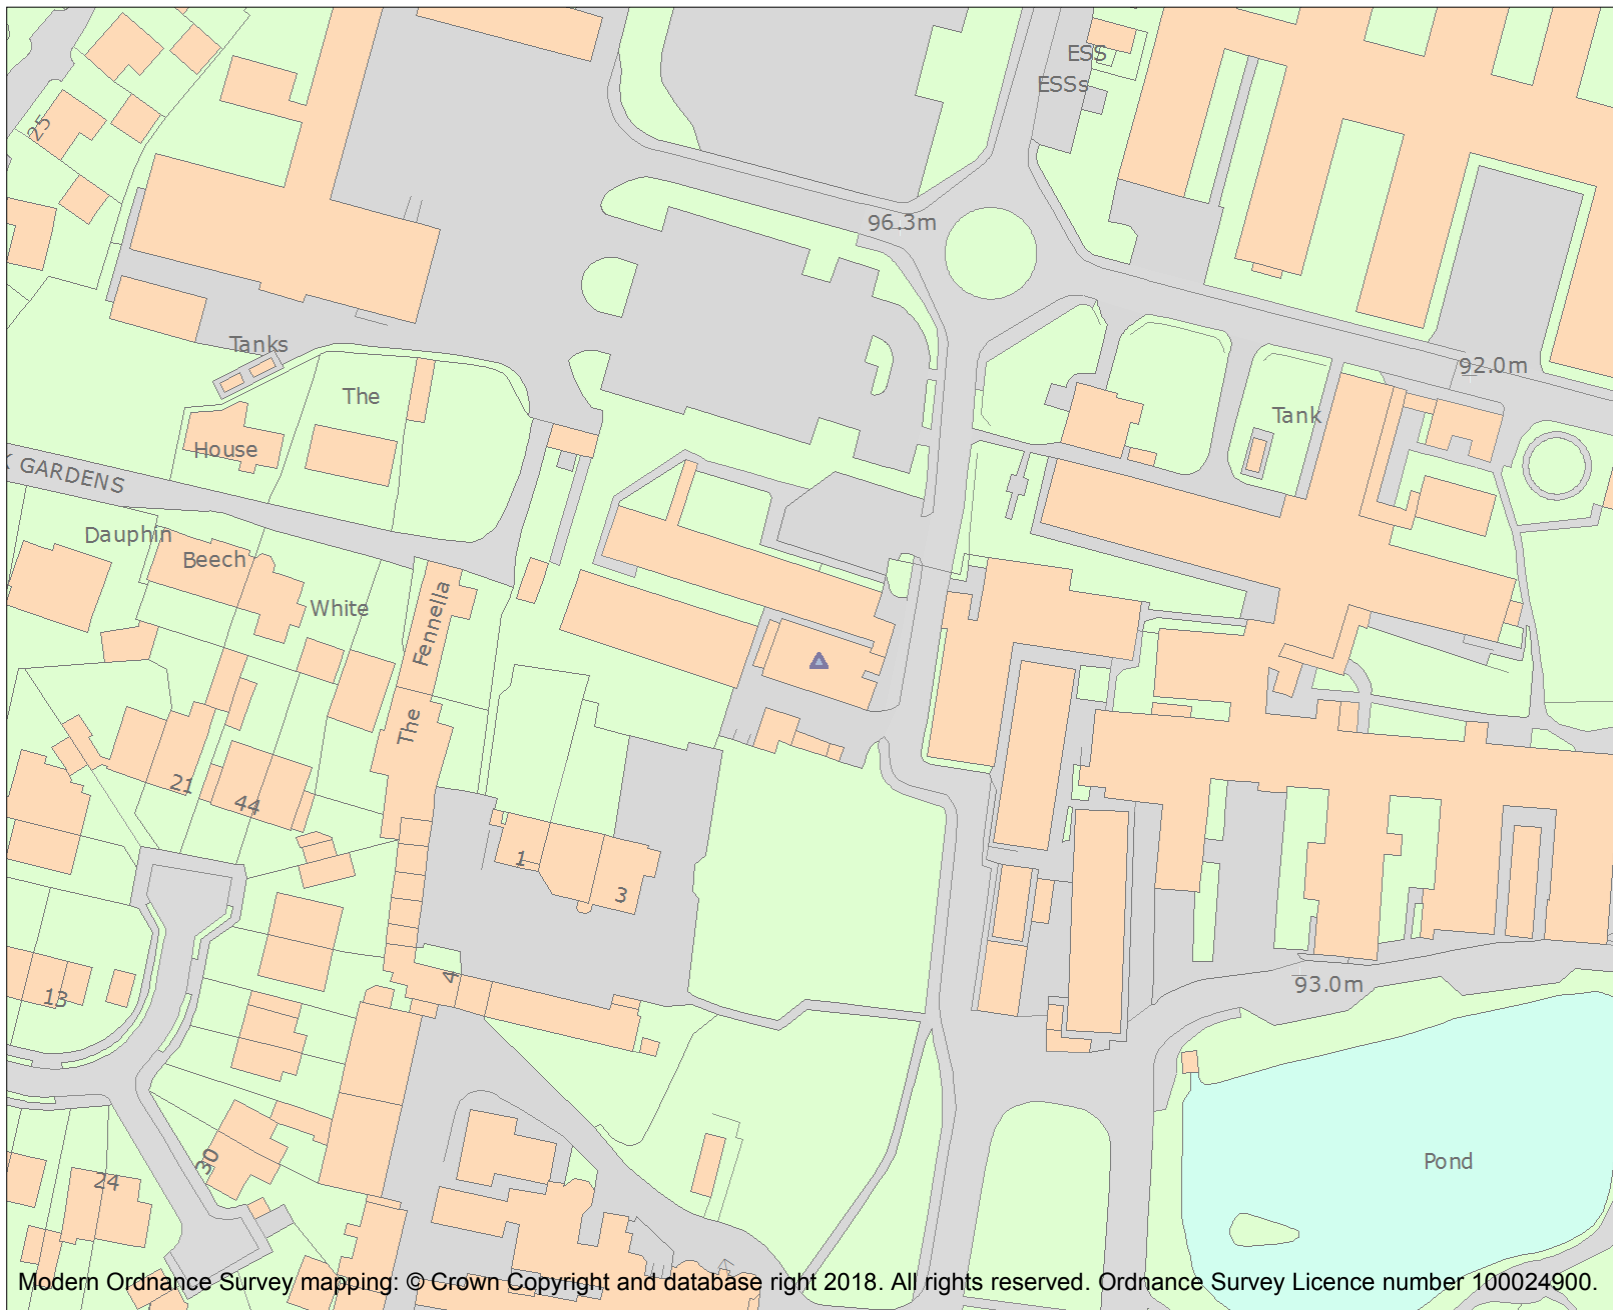 ESS
ESSs
25
96.3m
Tanks
The
92.0m
Tank
House
K GARDENS
Dauphin
Beech
White
Fennella
The
21
44
1
3
4
13
93.0m
30
24
Pond
Modern Ordnance Survey mapping: © Crown Copyright and database right 2018. All rights reserved. Ordnance Survey Licence number 100024900.